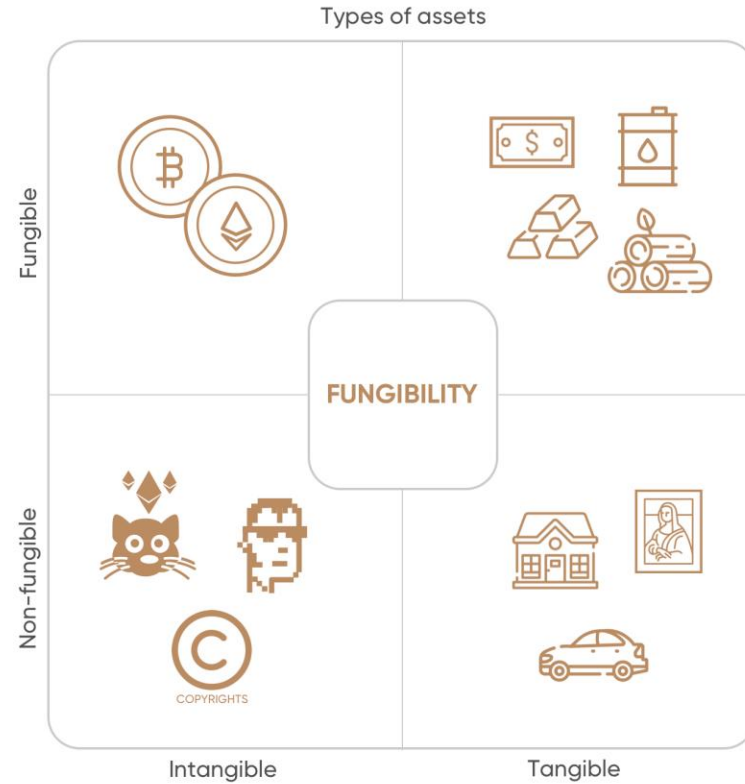 Types of assets
Fungible
$
FUNGIBILITY
Non-fungible
C
COPYRIGHTS
Intangible
Tangible